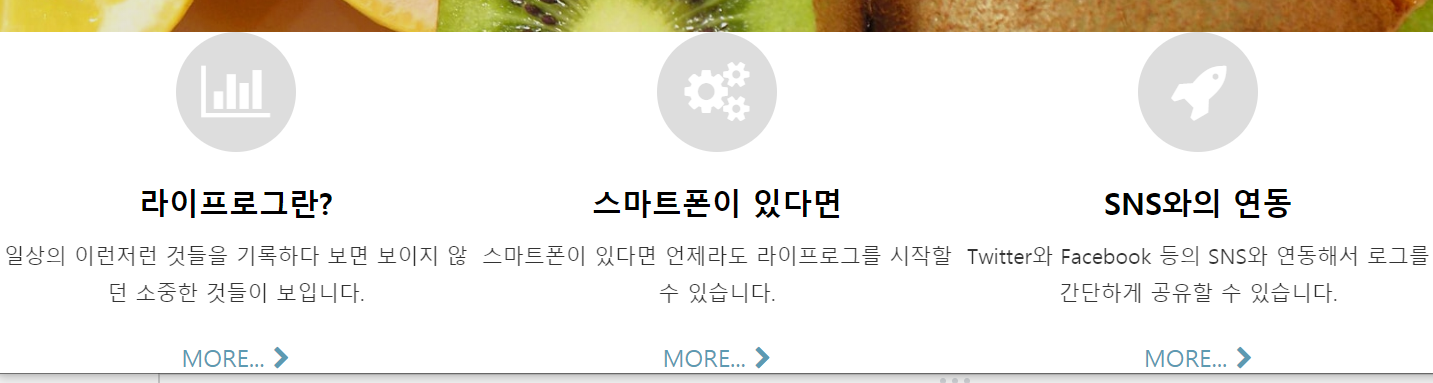 라이프로그란?
일상의 이런저런 것들을 기록하다 보면 보이지 않
던 소중한 것들이 보입니다.
MORE...
스마트폰이 있다면
스마트폰이 있다면 언제라도 라이프로그를 시작할
수 있습니다.
MORE...
SNS와의 연동
Twitter와 Facebook 등의 SNS와 연동해서 로그를
간단하게 공유할 수 있습니다.
MORE...